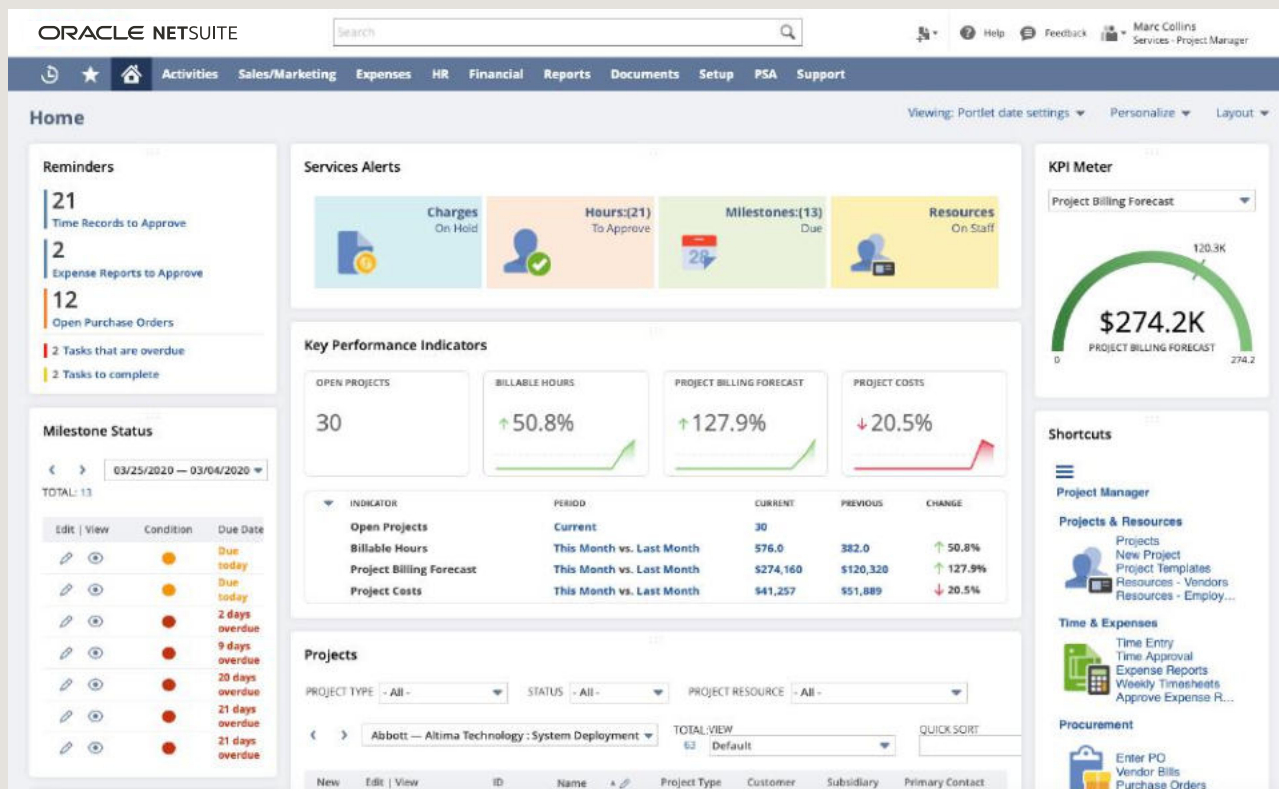 ORACLE NETSUITE
Search
Help
Feedback
Marc Collins
Services - Project Manager
Activities Sales/Marketing Expenses HR Financial Reports Documents Setup PSA Support
Home
Viewing: Portlet date settings
Personalize
Layout
Reminders
21
Time Records to Approve
2
Expense Reports to Approve
12
Open Purchase Orders
2 Tasks that are overdue
2 Tasks to complete
Milestone Status
03/25/2020 — 03/04/2020
TOTAL: 13
Edit | View Condition Due Date
Due today
Due today
2 days overdue
9 days overdue
20 days overdue
21 days overdue
21 days overdue
Services Alerts
Charges
On Hold
Hours:(21)
To Approve
Milestones:(13)
Due
28
Resources
On Staff
Key Performance Indicators
OPEN PROJECTS
30
BILLABLE HOURS
↑ 50.8%
PROJECT BILLING FORECAST
↑ 127.9%
PROJECT COSTS
↓ 20.5%
INDICATOR PERIOD CURRENT PREVIOUS CHANGE
Open Projects Current 30
Billable Hours This Month vs. Last Month 576.0 382.0 ↑ 50.8%
Project Billing Forecast This Month vs. Last Month $274,160 $120,320 ↑ 127.9%
Project Costs This Month vs. Last Month $41,257 $51,889 ↓ 20.5%
Projects
PROJECT TYPE - All - STATUS - All - PROJECT RESOURCE - All -
Abbott — Altima Technology : System Deployment
TOTAL: 63
VIEW
Default
QUICK SORT
New Edit | View ID Name Project Type Customer Subsidiary Primary Contact
KPI Meter
Project Billing Forecast
120.3K
$274.2K
PROJECT BILLING FORECAST
0
274.2
Shortcuts
Project Manager
Projects & Resources
Projects
New Project
Project Templates
Resources - Vendors
Resources - Employ...
Time & Expenses
Time Entry
Time Approval
Expense Reports
Weekly Timesheets
Approve Expense R...
Procurement
Enter PO
Vendor Bills
Purchase Orders